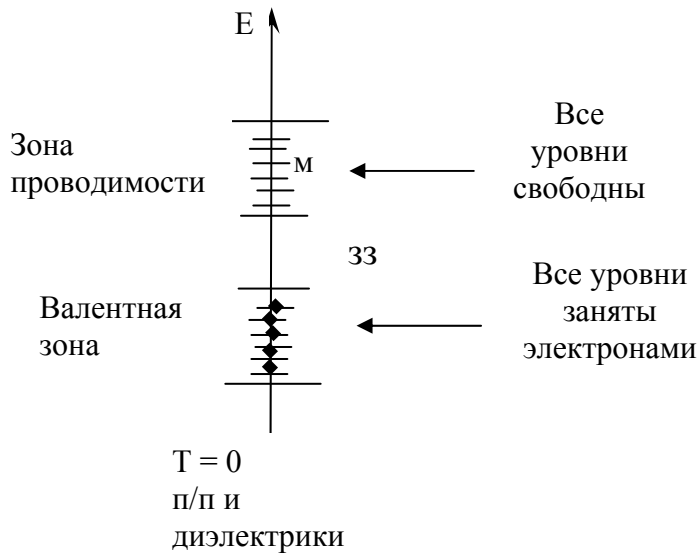 E
Зона
проводимости
м
Все
уровни
свободны
зз
Валентная
зона
Все уровни
заняты
электронами
T = 0
п/п и
диэлектрики